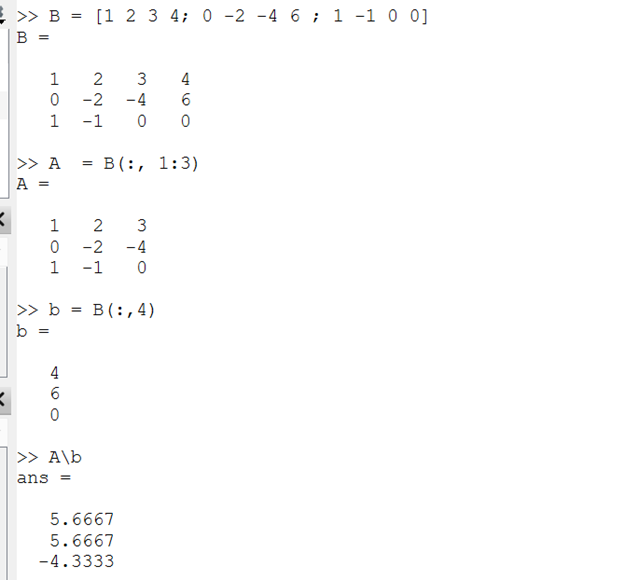 >> B = [1 2 3 4; 0 -2 -4 6 ; 1 -1 0 0]
B =
1 2 3 4
0 -2 -4 6
1 -1 0 0
>> A  = B(:, 1:3)
A =
1 2 3
0 -2 -4
1 -1 0
>> b = B(:,4)
b =
4
6
0
>> A\b
ans =
5.6667
5.6667
-4.3333